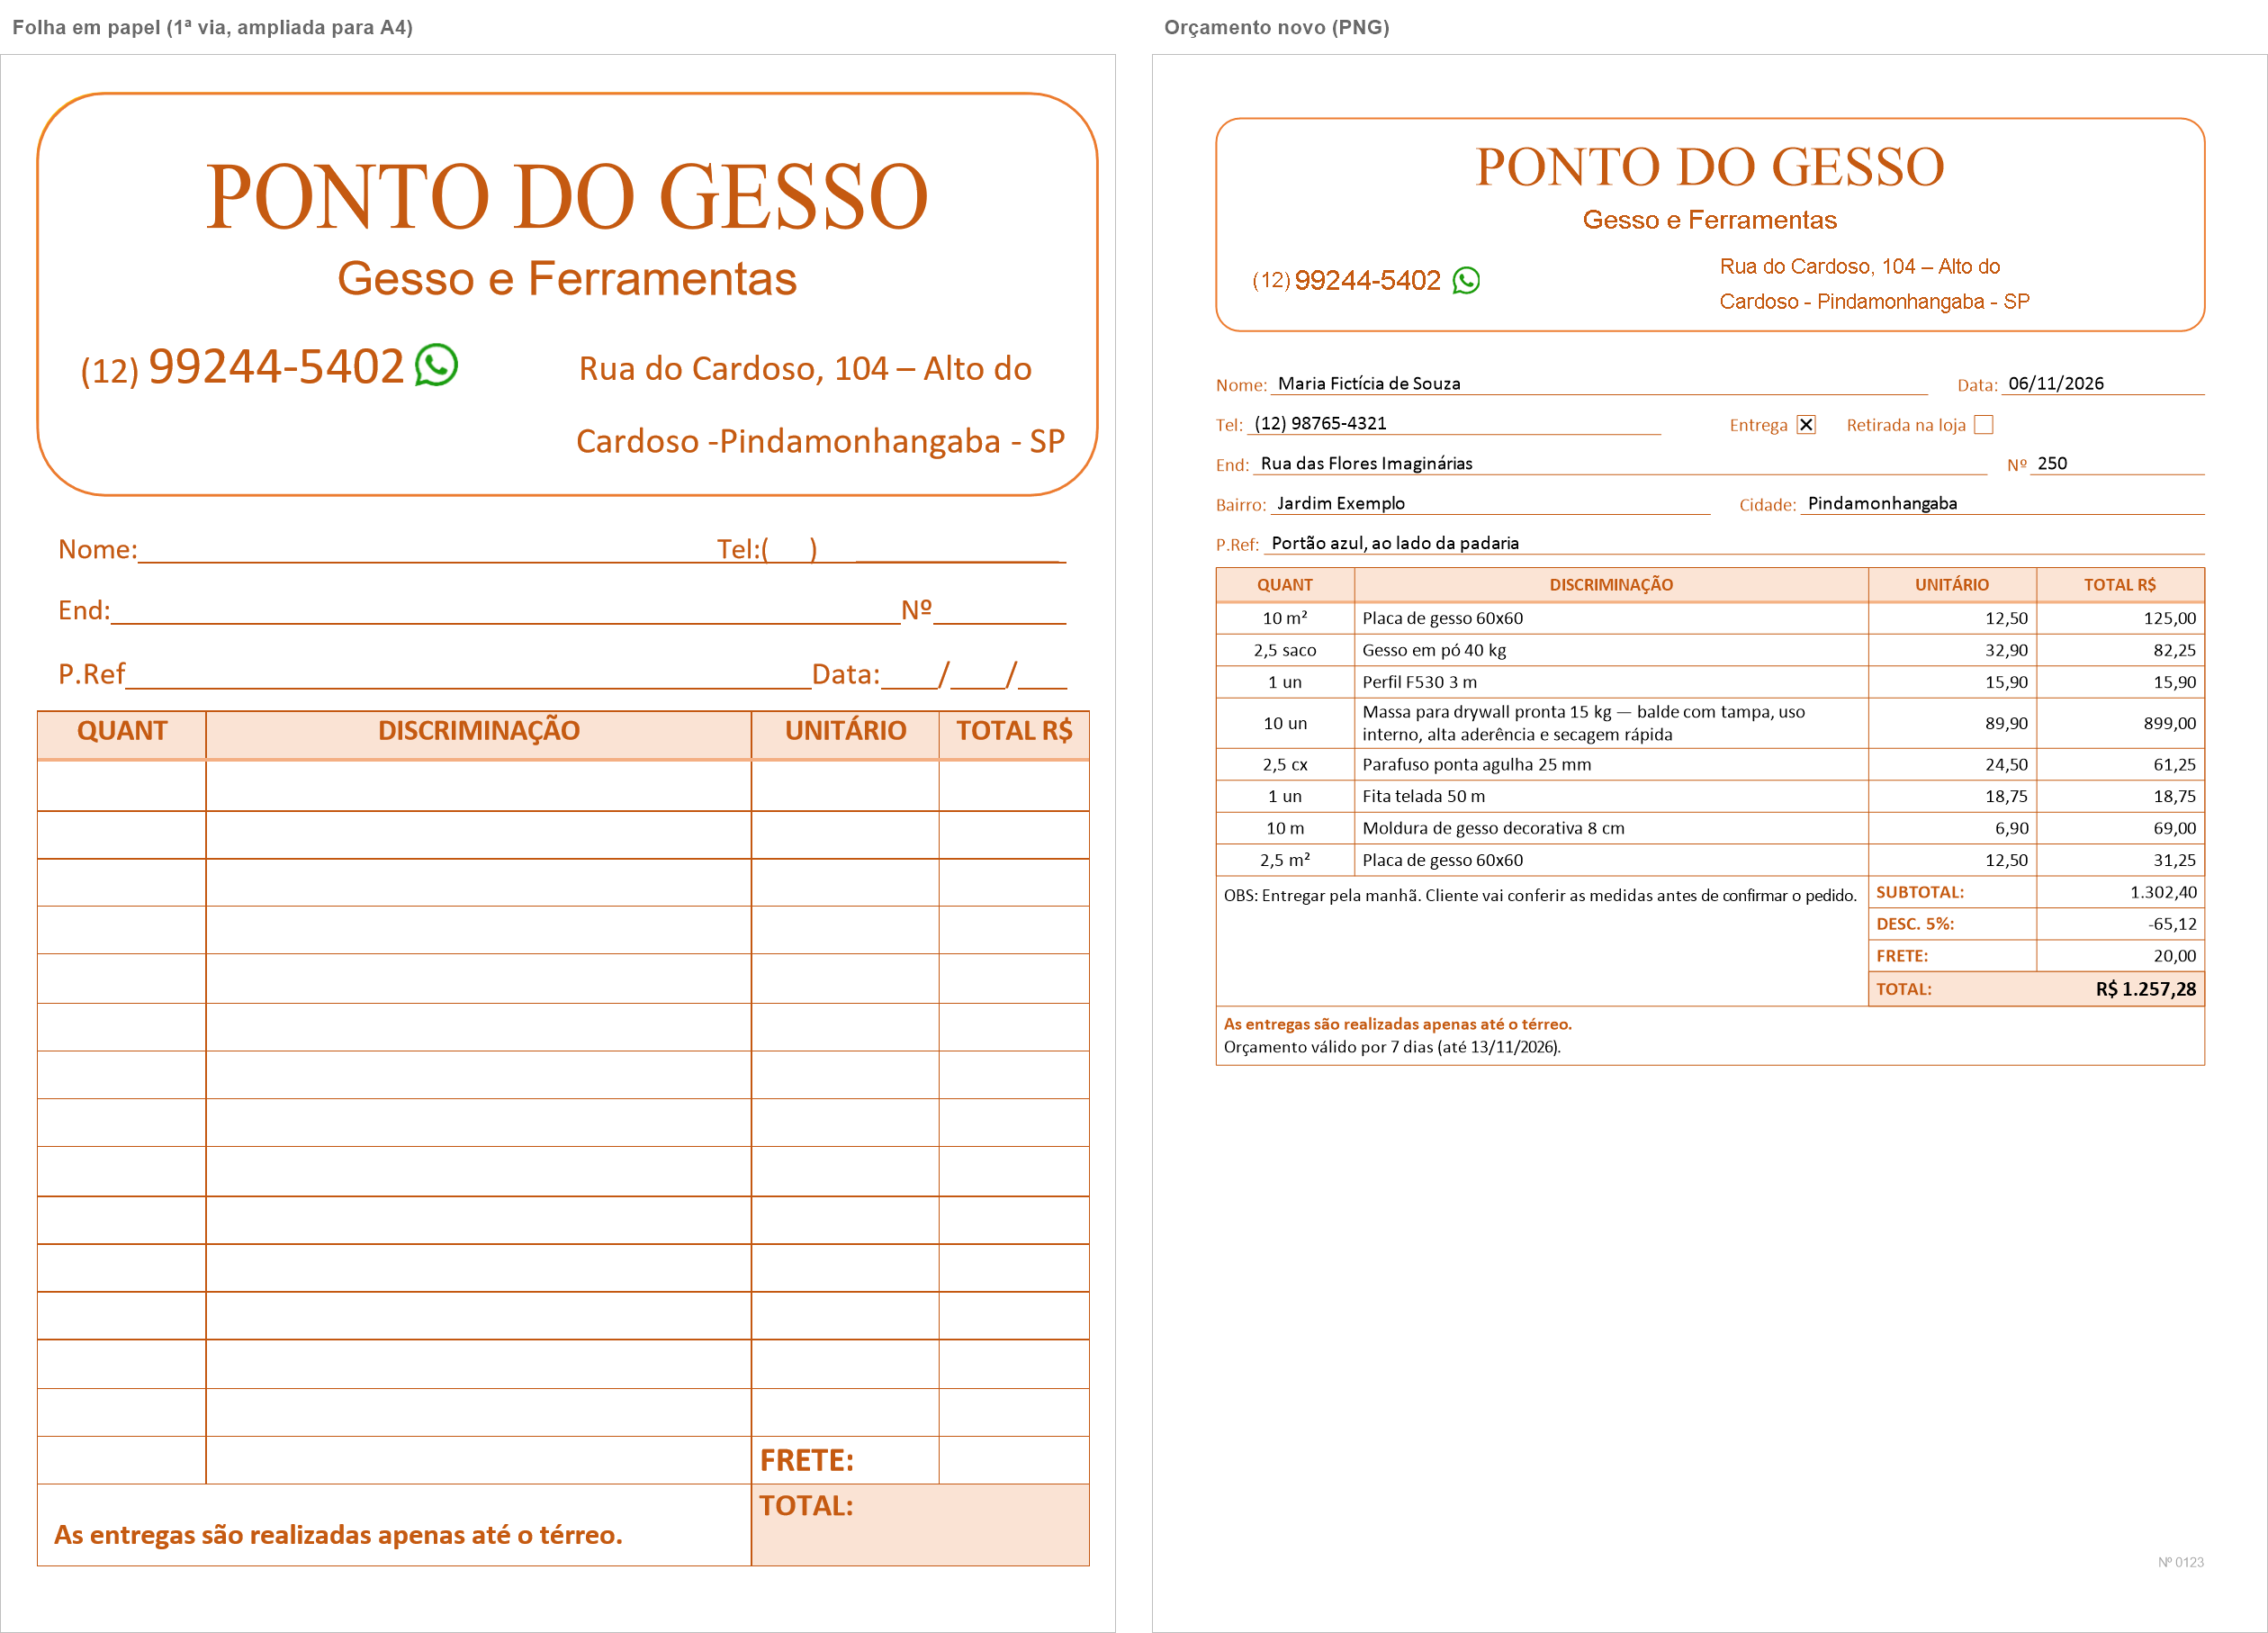 Folha em papel (1ª via, ampliada para A4)
PONTO DO GESSO
Gesso e Ferramentas
(12) 99244-5402
Rua do Cardoso, 104 – Alto do
Cardoso -Pindamonhangaba - SP
Nome: Tel:( )
End: Nº
P.Ref Data: / /
QUANT DISCRIMINAÇÃO UNITÁRIO TOTAL R$
FRETE:
TOTAL:
As entregas são realizadas apenas até o térreo.
Orçamento novo (PNG)
PONTO DO GESSO
Gesso e Ferramentas
(12) 99244-5402
Rua do Cardoso, 104 – Alto do
Cardoso - Pindamonhangaba - SP
Nome: Maria Fictícia de Souza Data: 06/11/2026
Tel: (12) 98765-4321 Entrega X Retirada na loja
End: Rua das Flores Imaginárias Nº 250
Bairro: Jardim Exemplo Cidade: Pindamonhangaba
P.Ref: Portão azul, ao lado da padaria
QUANT DISCRIMINAÇÃO UNITÁRIO TOTAL R$
10 m² Placa de gesso 60x60 12,50 125,00
2,5 saco Gesso em pó 40 kg 32,90 82,25
1 un Perfil F530 3 m 15,90 15,90
10 un Massa para drywall pronta 15 kg — balde com tampa, uso
interno, alta aderência e secagem rápida 89,90 899,00
2,5 cx Parafuso ponta agulha 25 mm 24,50 61,25
1 un Fita telada 50 m 18,75 18,75
10 m Moldura de gesso decorativa 8 cm 6,90 69,00
2,5 m² Placa de gesso 60x60 12,50 31,25
OBS: Entregar pela manhã. Cliente vai conferir as medidas antes de confirmar o pedido.
SUBTOTAL: 1.302,40
DESC. 5%: -65,12
FRETE: 20,00
TOTAL: R$ 1.257,28
As entregas são realizadas apenas até o térreo.
Orçamento válido por 7 dias (até 13/11/2026).
Nº 0123